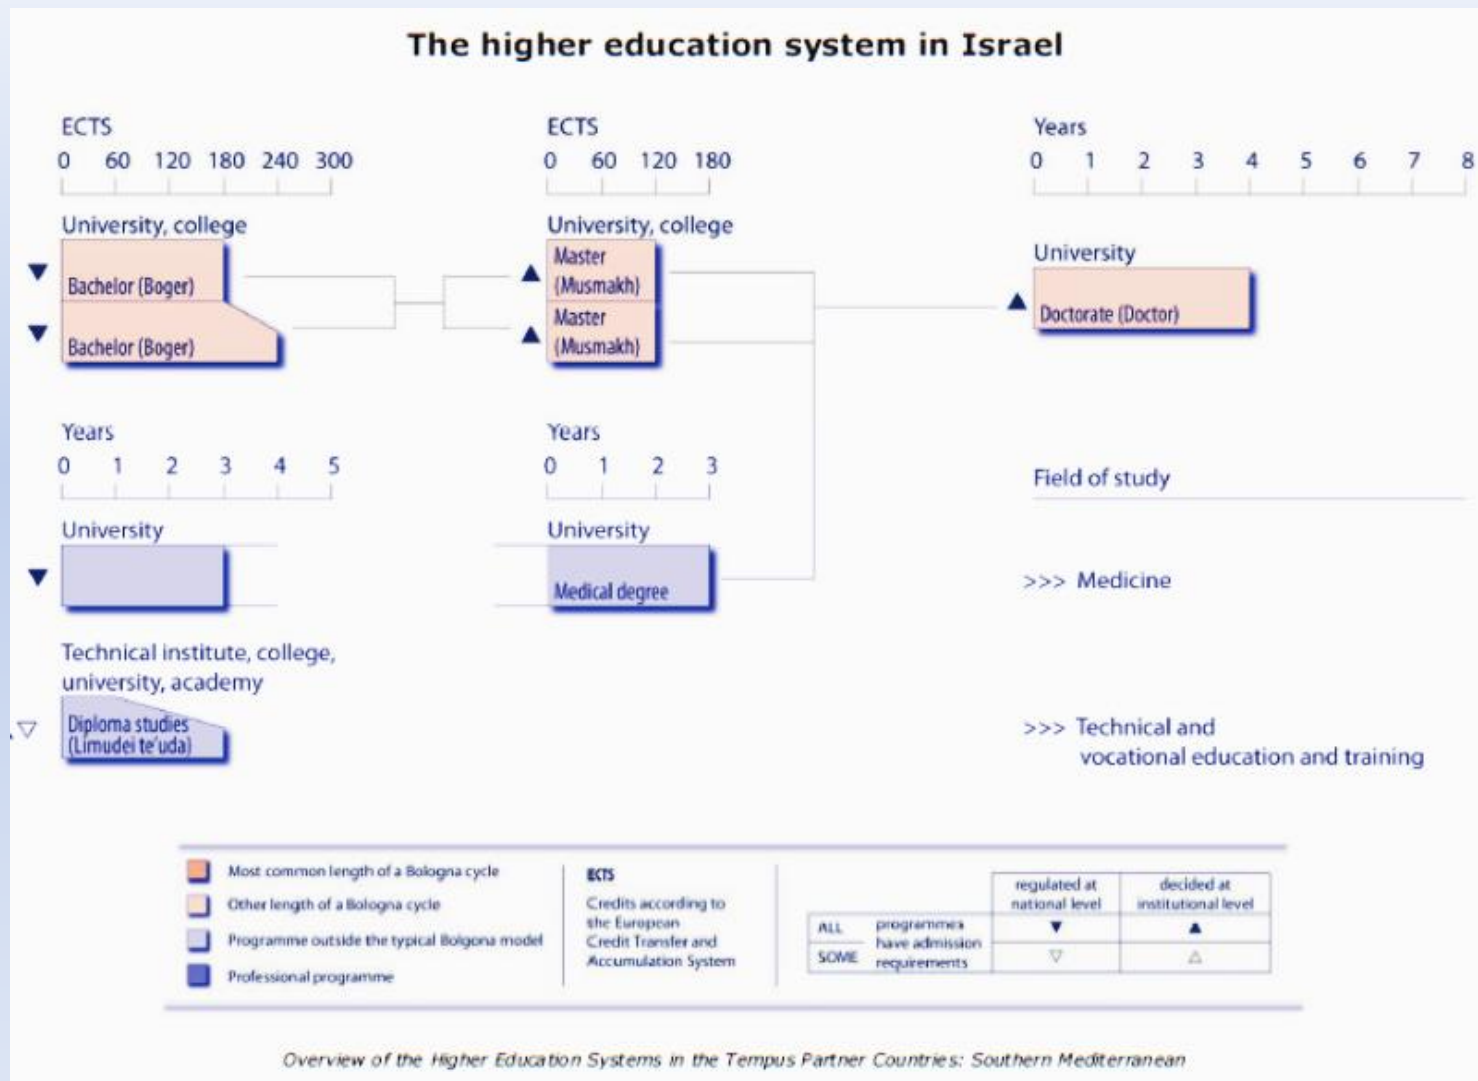 The higher education system in Israel
ECTS
0 60 120 180 240 300
University, college
Bachelor (Boger)
Bachelor (Boger)
ECTS
0 60 120 180
University, college
Master
(Musmakh)
Master
(Musmakh)
Years
0 1 2 3 4 5 6 7 8
University
Doctorate (Doctor)
Years
0 1 2 3 4 5
University
Years
0 1 2 3
University
Medical degree
Field of study
>>> Medicine
Technical institute, college,
university, academy
Diploma studies
(Limudei te'uda)
>>> Technical and
vocational education and training
Most common length of a Bologna cycle
Other length of a Bologna cycle
Programme outside the typical Bolgona model
Professional programme
ECTS
Credits according to
the European
Credit Transfer and
Accumulation System
regulated at
national level
decided at
institutional level
ALL
SOME
programmes
have admission
requirements
Overview of the Higher Education Systems in the Tempus Partner Countries: Southern Mediterranean